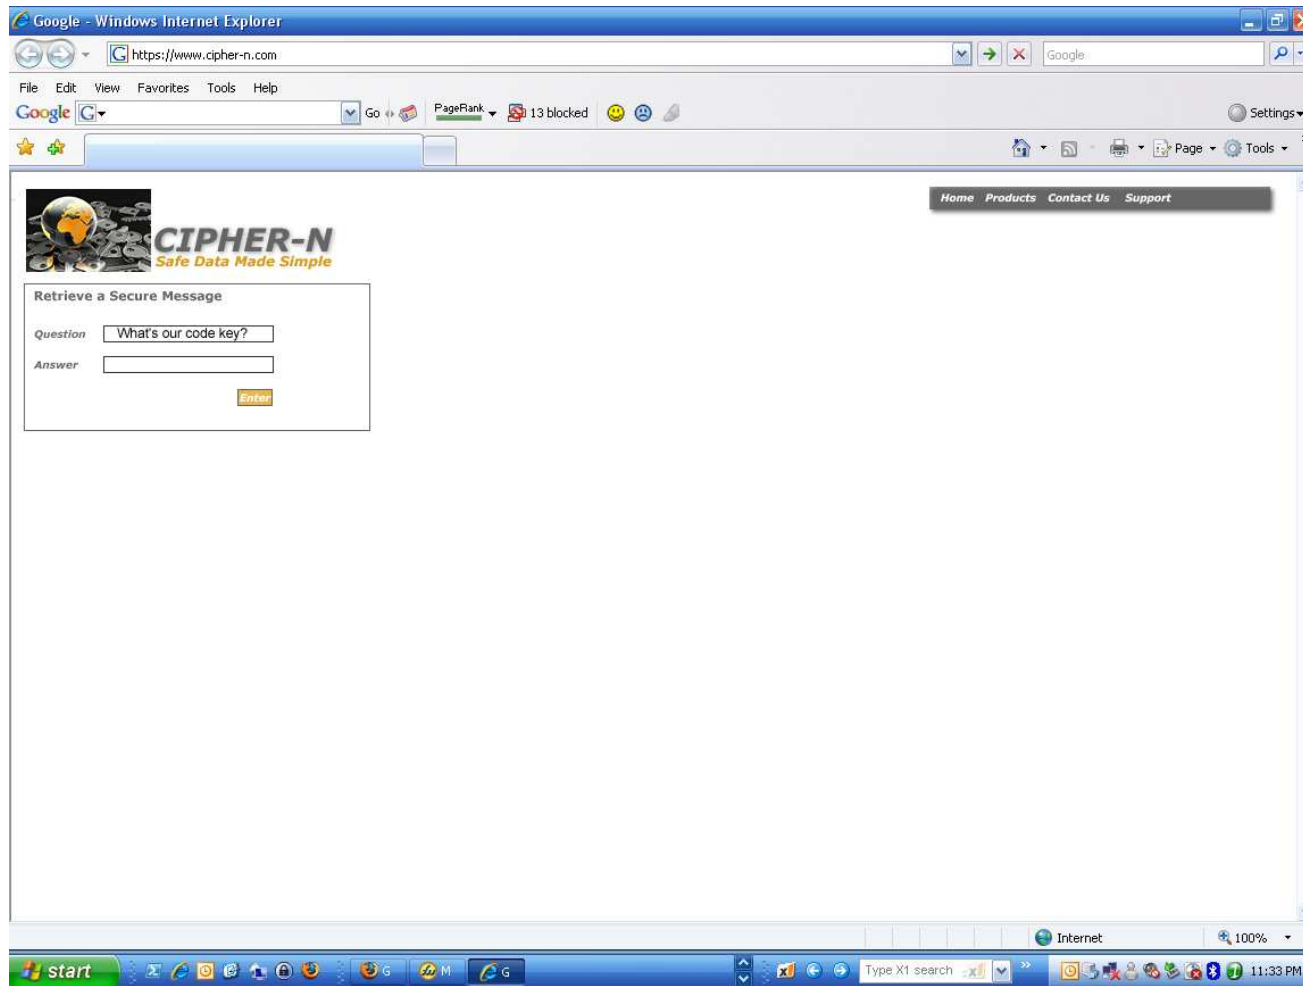 Google - Windows Internet Explorer
https://www.cipher-n.com
Google
File Edit View Favorites Tools Help
Google G Go PageRank 13 blocked Settings
Page Tools
Home Products Contact Us Support
CIPHER-N
Safe Data Made Simple
Retrieve a Secure Message
Question What's our code key?
Answer
Enter
Internet 100%
start G M G Type X1 search 11:33 PM